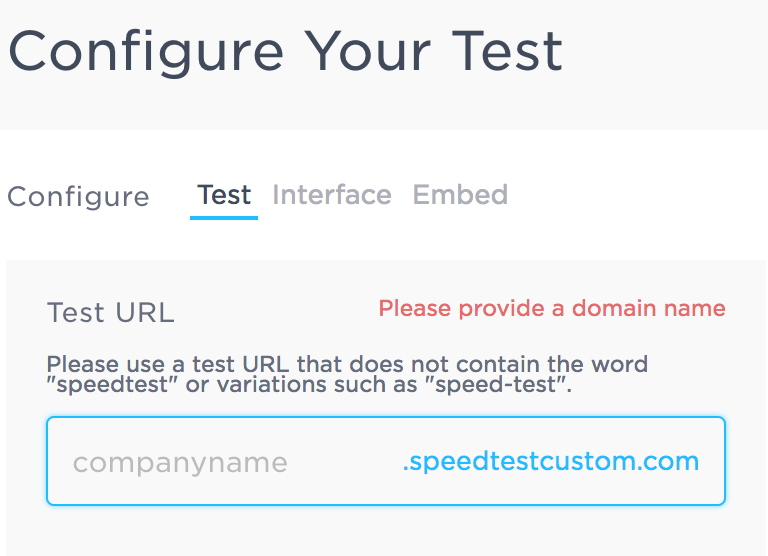 Configure Your Test
Configure Test Interface Embed
Test URL Please provide a domain name
Please use a test URL that does not contain the word
"speedtest" or variations such as "speed-test".
companyname .speedtestcustom.com